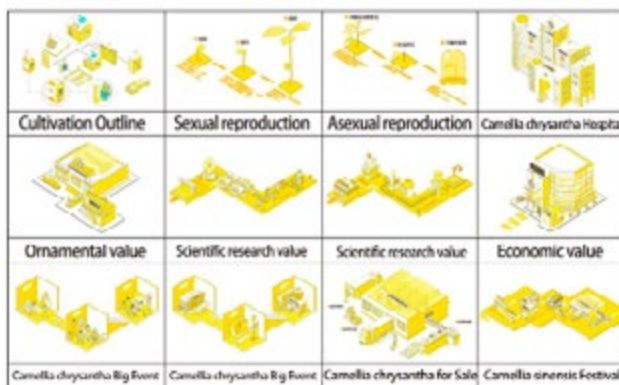 Cultivation Outline
Sexual reproduction
Asexual reproduction
Camellia chrysantha Hospital
Ornamental value
Scientific research value
Scientific research value
Economic value
Camellia chrysantha Big Event
Camellia chrysantha Big Event
Camellia chrysantha for Sale
Camellia sinensis Festival